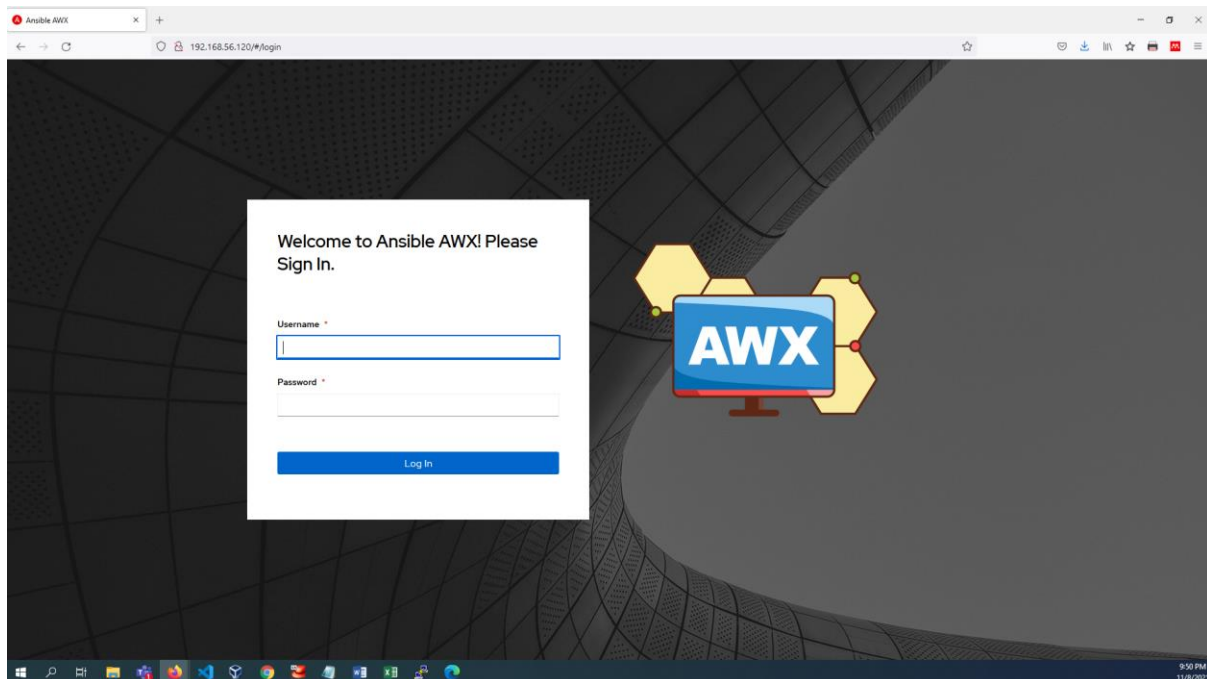 Ansible AWX
192.168.56.120/#/login
Welcome to Ansible AWX! Please
Sign In.
Username *
Password *
Log In
AWX
9:50 PM